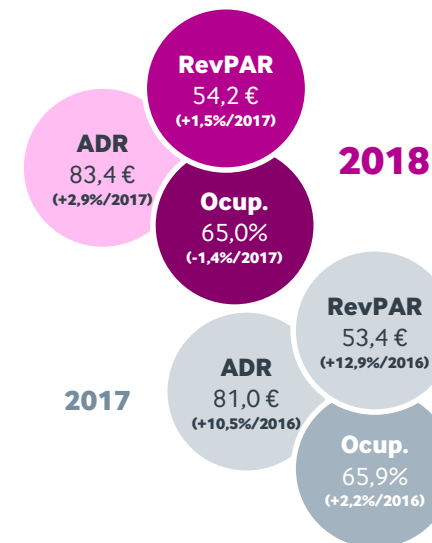 RevPAR
54,2 €
(+1,5%/2017)
ADR
83,4 €
(+2,9%/2017)
2018
Ocup.
65,0%
(-1,4%/2017)
RevPAR
53,4 €
(+12,9%/2016)
ADR
81,0 €
(+10,5%/2016)
2017
Ocup.
65,9%
(+2,2%/2016)